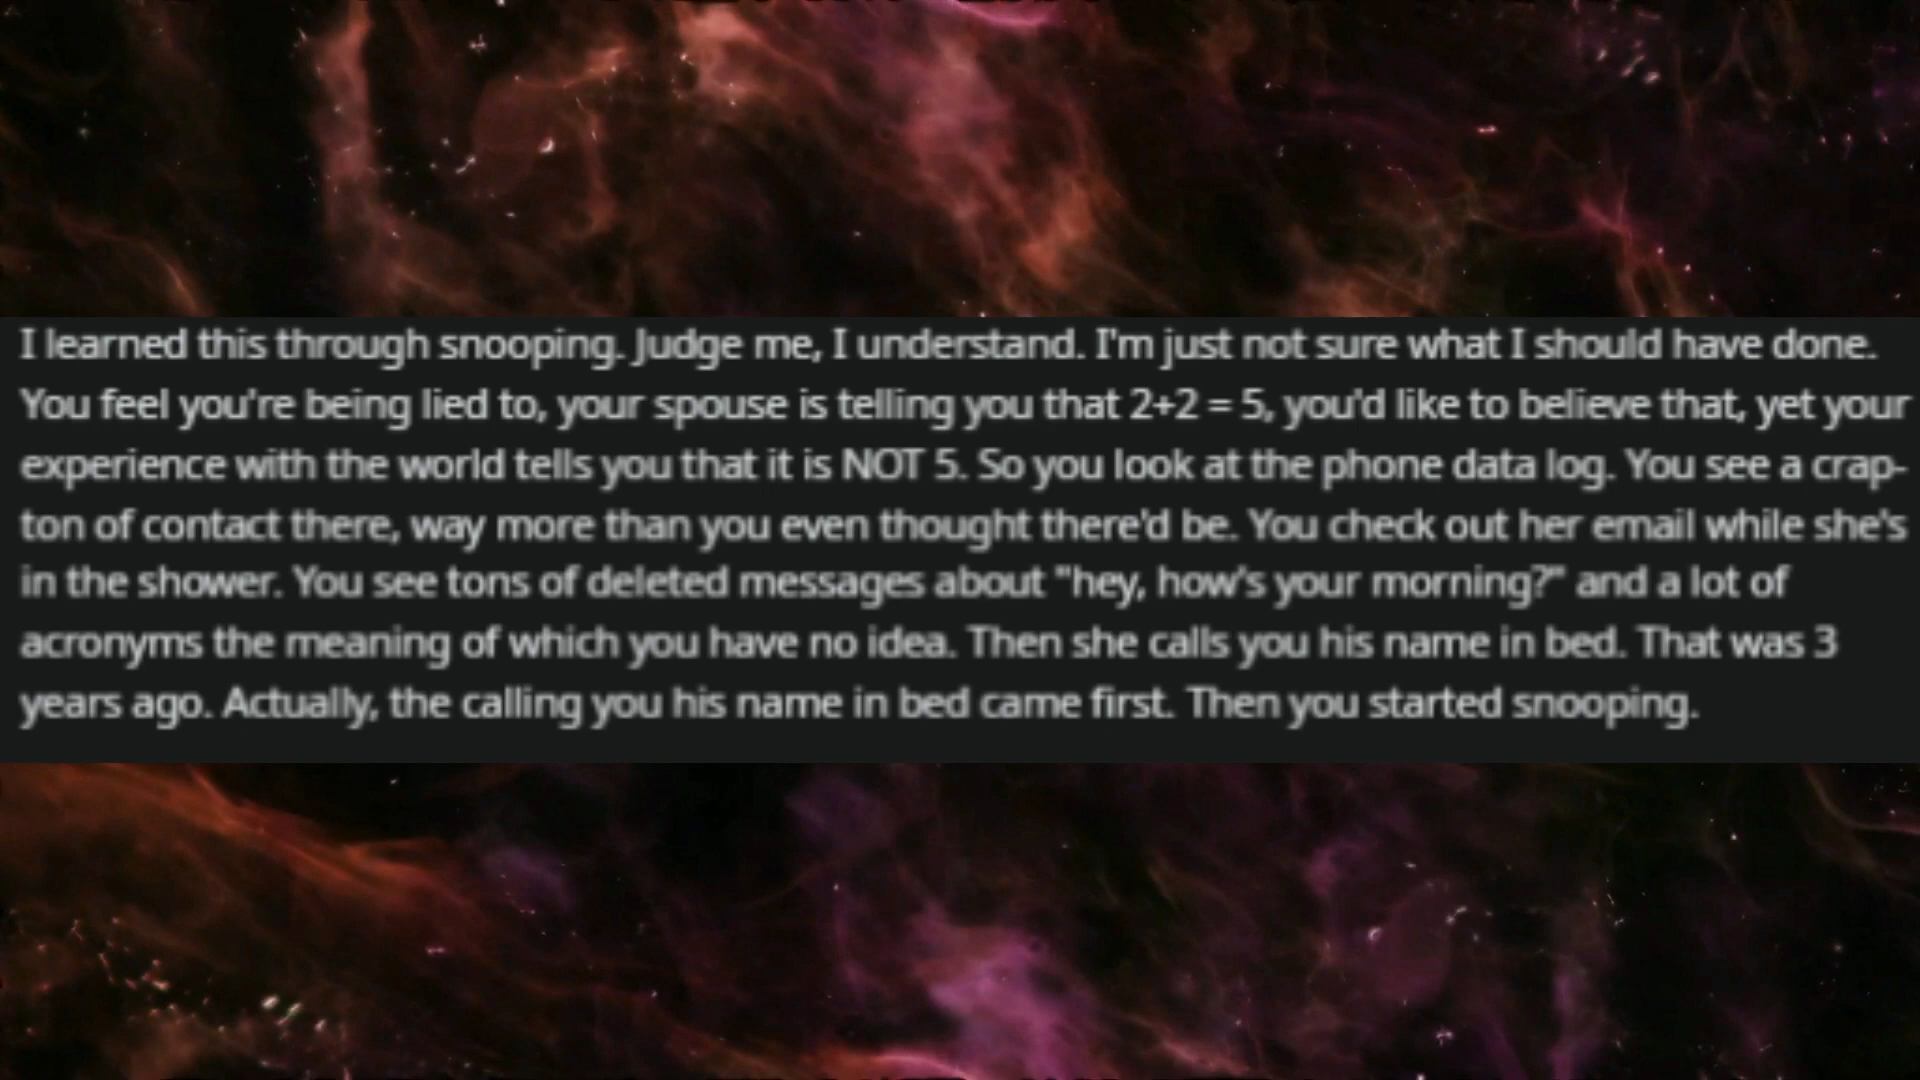 I learned this through snooping. Judge me, I understand. I'm just not sure what I should have done.
You feel you're being lied to, your spouse is telling you that 2+2 = 5, you'd like to believe that, yet your
experience with the world tells you that it is NOT 5. So you look at the phone data log. You see a crap-
ton of contact there, way more than you even thought there'd be. You check out her email while she's
in the shower. You see tons of deleted messages about "hey, how's your morning?" and a lot of
acronyms the meaning of which you have no idea. Then she calls you his name in bed. That was 3
years ago. Actually, the calling you his name in bed came first. Then you started snooping.